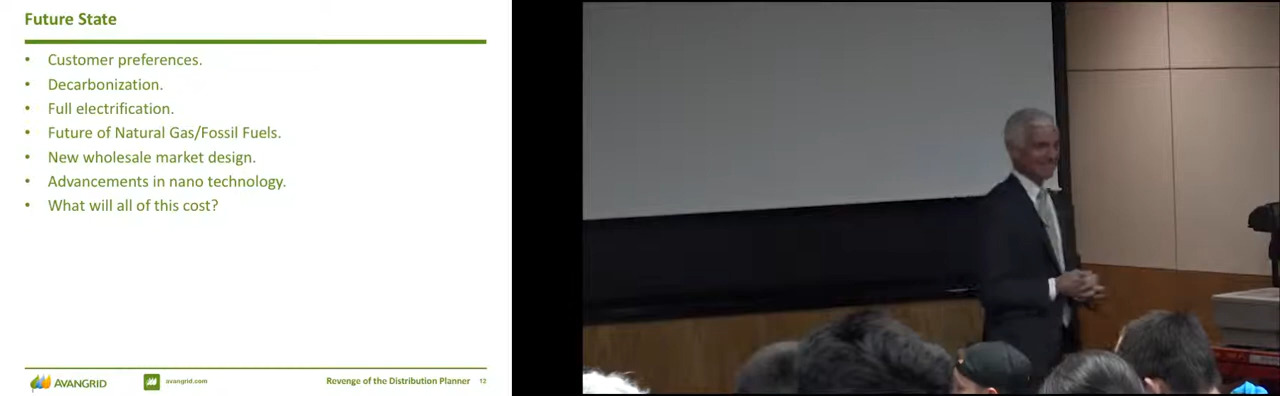 Future State
• Customer preferences.
• Decarbonization.
• Full electrification.
• Future of Natural Gas/Fossil Fuels.
• New wholesale market design.
• Advancements in nano technology.
• What will all of this cost?
AVANGRID
avangrid.com
Revenge of the Distribution Planner 12